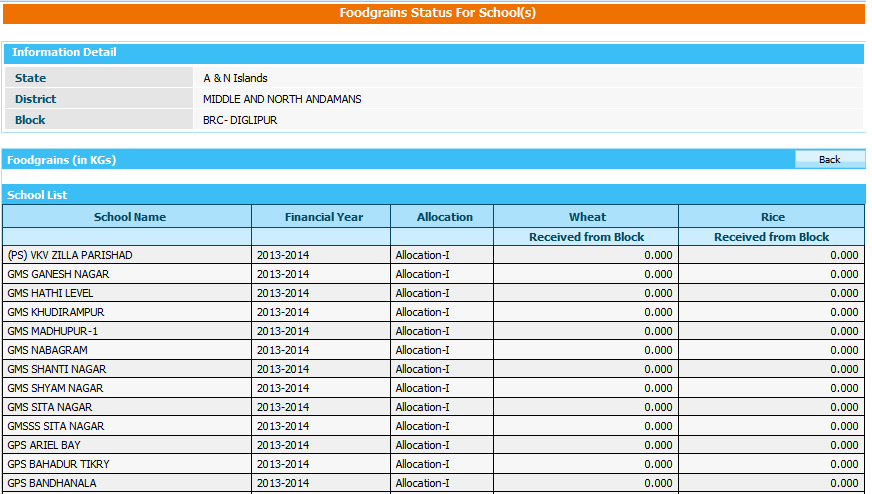 Foodgrains Status For School(s)
Information Detail
State A & N Islands
District MIDDLE AND NORTH ANDAMANS
Block BRC- DIGLIPUR
Foodgrains (in KGs) Back
School List
School Name Financial Year Allocation Wheat Rice
Received from Block Received from Block
(PS) VKV ZILLA PARISHAD 2013-2014 Allocation-I 0.000 0.000
GMS GANESH NAGAR 2013-2014 Allocation-I 0.000 0.000
GMS HATHI LEVEL 2013-2014 Allocation-I 0.000 0.000
GMS KHUDIRAMPUR 2013-2014 Allocation-I 0.000 0.000
GMS MADHUPUR-1 2013-2014 Allocation-I 0.000 0.000
GMS NABAGRAM 2013-2014 Allocation-I 0.000 0.000
GMS SHANTI NAGAR 2013-2014 Allocation-I 0.000 0.000
GMS SHYAM NAGAR 2013-2014 Allocation-I 0.000 0.000
GMS SITA NAGAR 2013-2014 Allocation-I 0.000 0.000
GMSSS SITA NAGAR 2013-2014 Allocation-I 0.000 0.000
GPS ARIEL BAY 2013-2014 Allocation-I 0.000 0.000
GPS BAHADUR TIKRY 2013-2014 Allocation-I 0.000 0.000
GPS BANDHANALA 2013-2014 Allocation-I 0.000 0.000